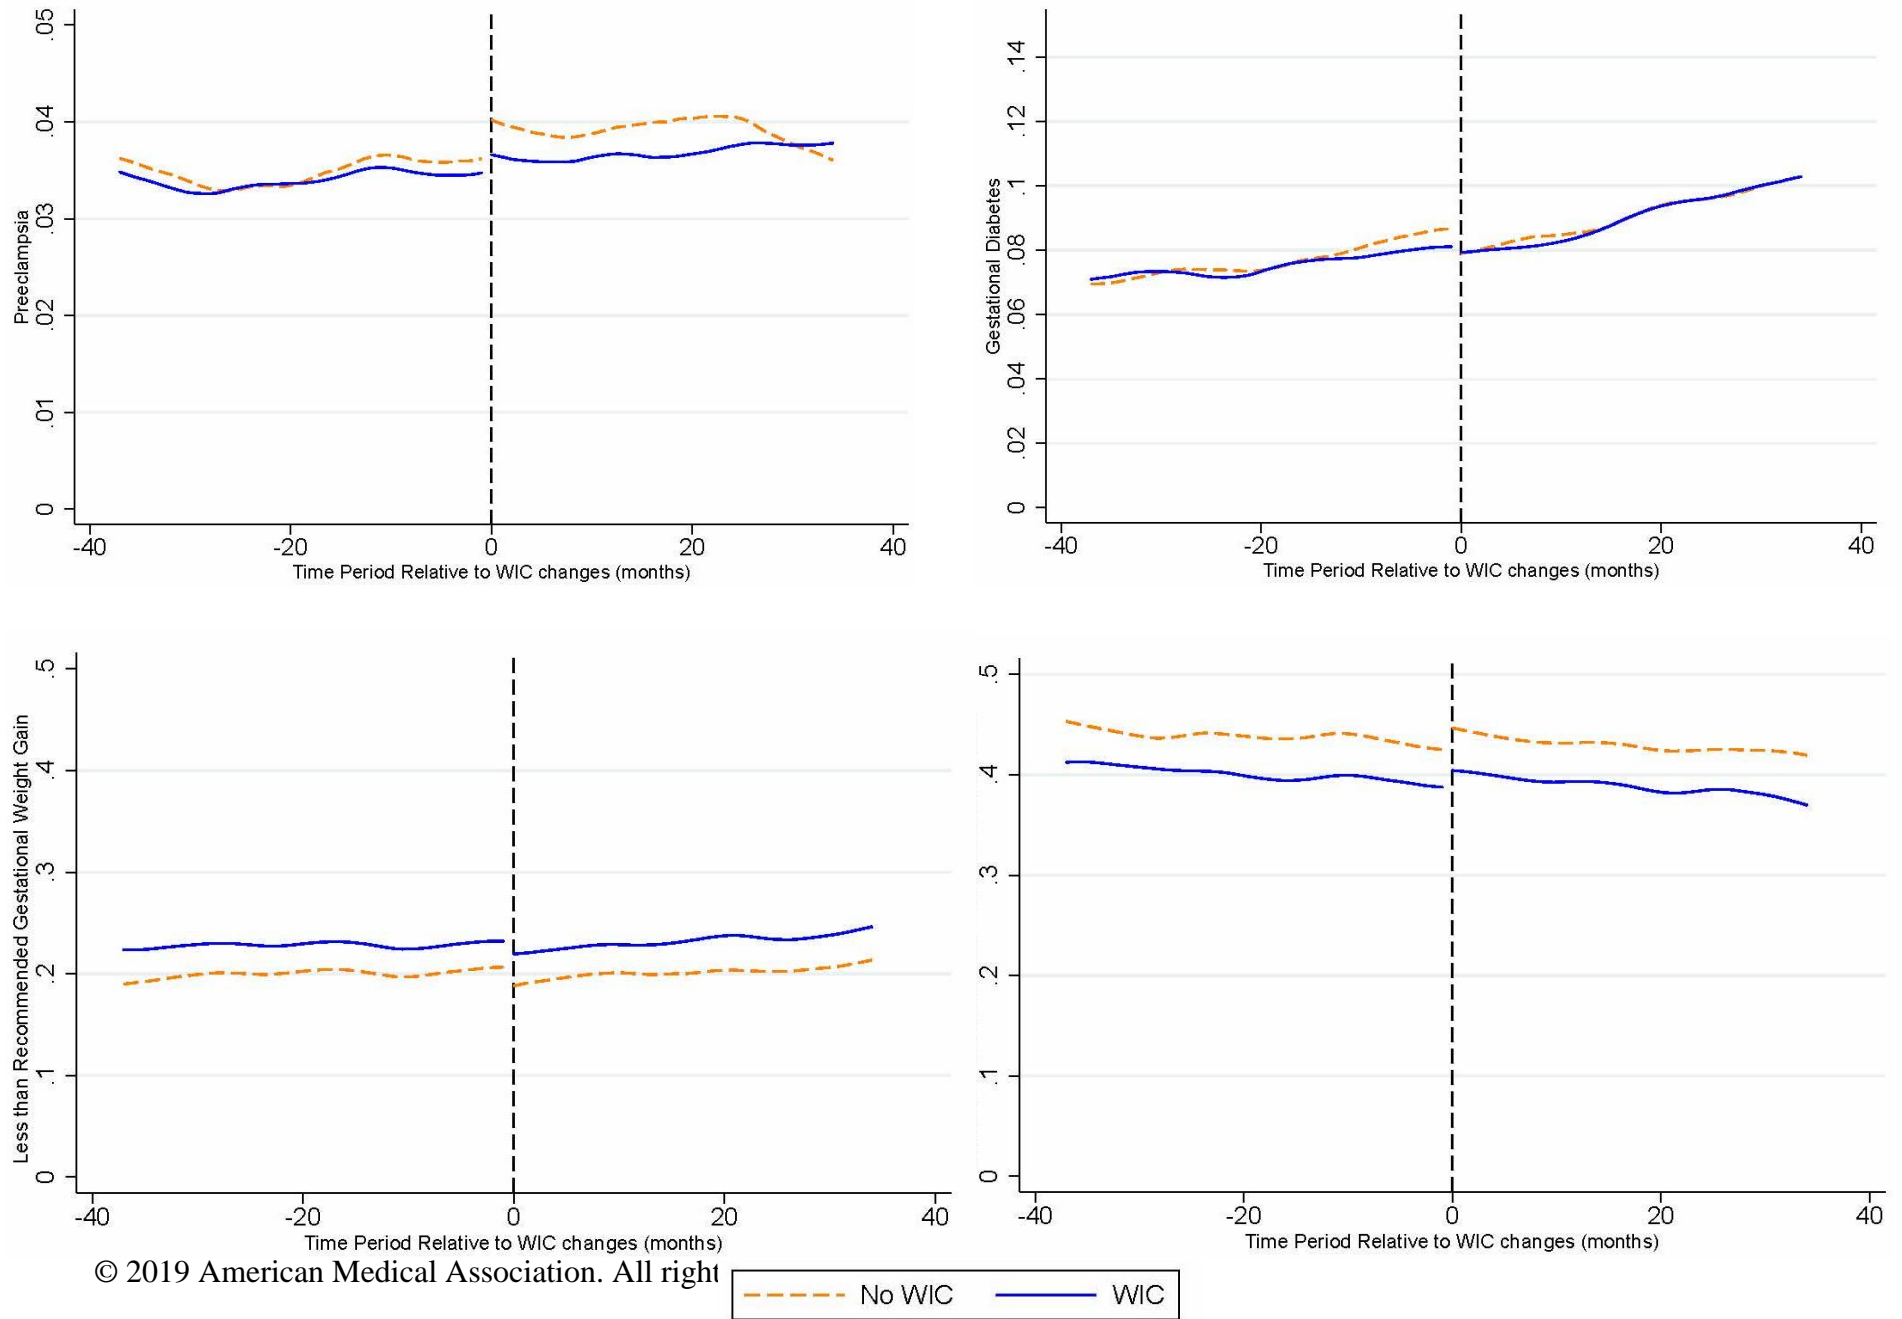 .05
.04
.03
.02
.01
0
Preeclampsia
-40 -20 0 20 40
Time Period Relative to WIC changes (months)
.14
.12
.1
.08
.06
.04
.02
0
Gestational Diabetes
-40 -20 0 20 40
Time Period Relative to WIC changes (months)
.5
.4
.3
.2
.1
0
Less than Recommended Gestational Weight Gain
-40 -20 0 20 40
Time Period Relative to WIC changes (months)
.5
.4
.3
.2
.1
0
-40 -20 0 20 40
Time Period Relative to WIC changes (months)
© 2019 American Medical Association. All right
No WIC WIC